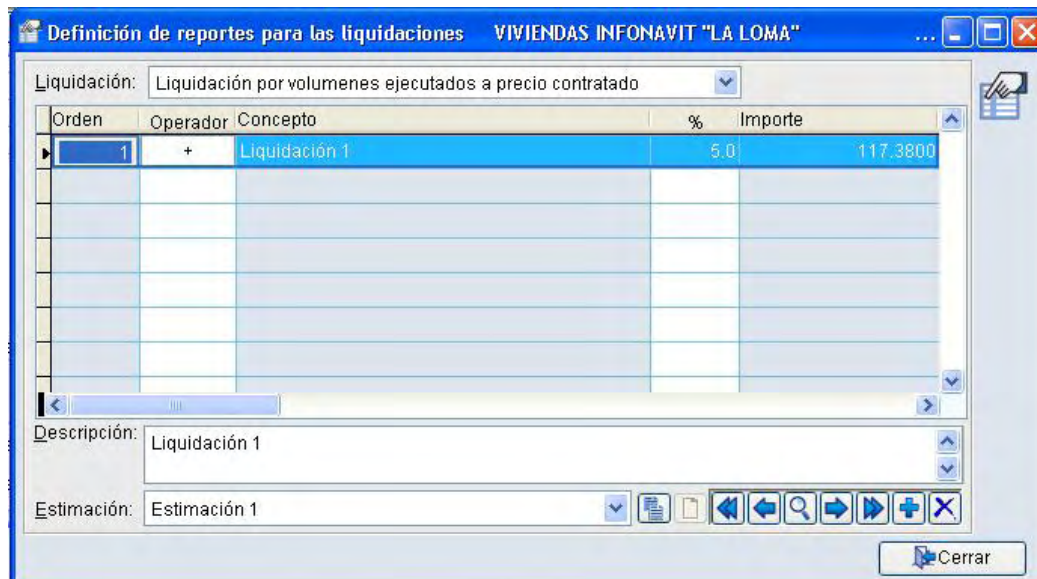 Definición de reportes para las liquidaciones VIVIENDAS INFONAVIT "LA LOMA" ...
Liquidación: Liquidación por volumenes ejecutados a precio contratado
Orden Operador Concepto % Importe
1 + Liquidación 1 5.0 117.3800
Descripción: Liquidación 1
Estimación: Estimación 1
Cerrar